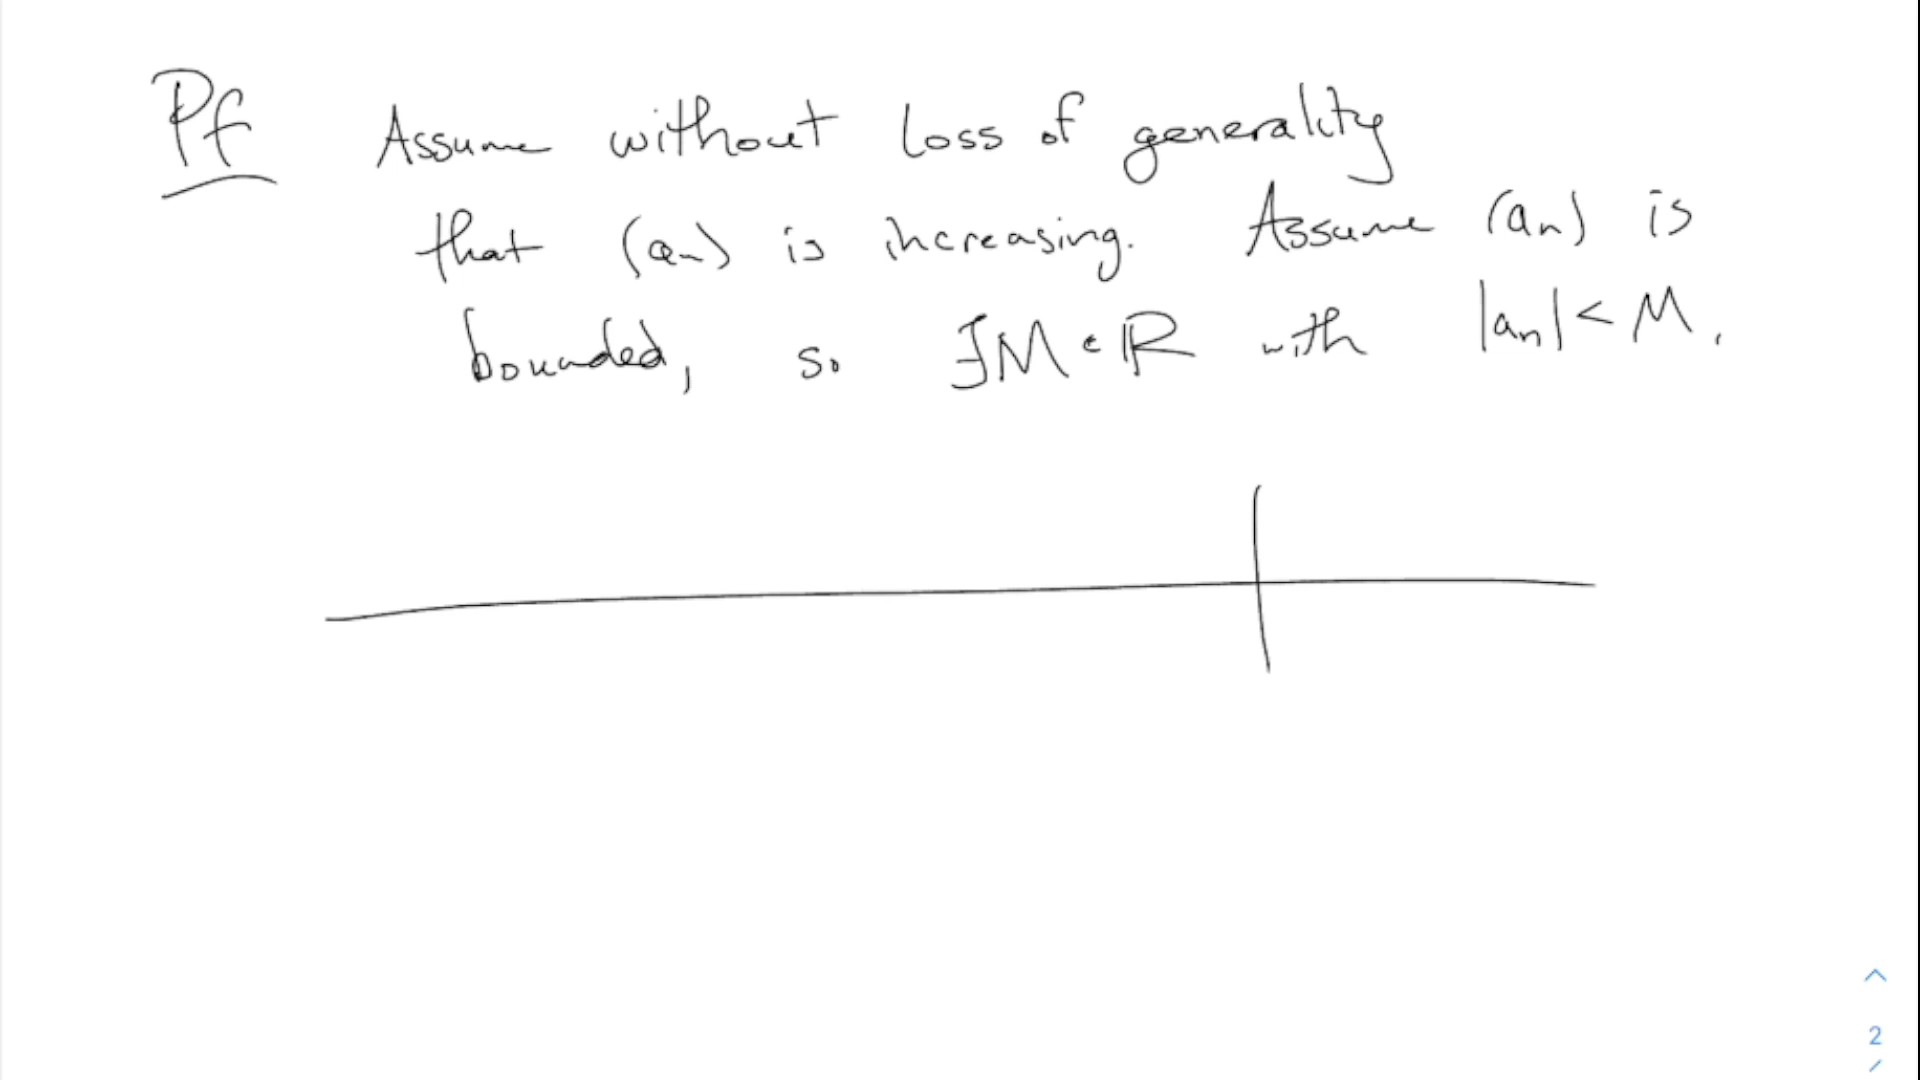 Pf Assume without loss of generality
that (an) is increasing. Assume (an) is
bounded, so ∃M ∈ ℝ with |an| < M.
2